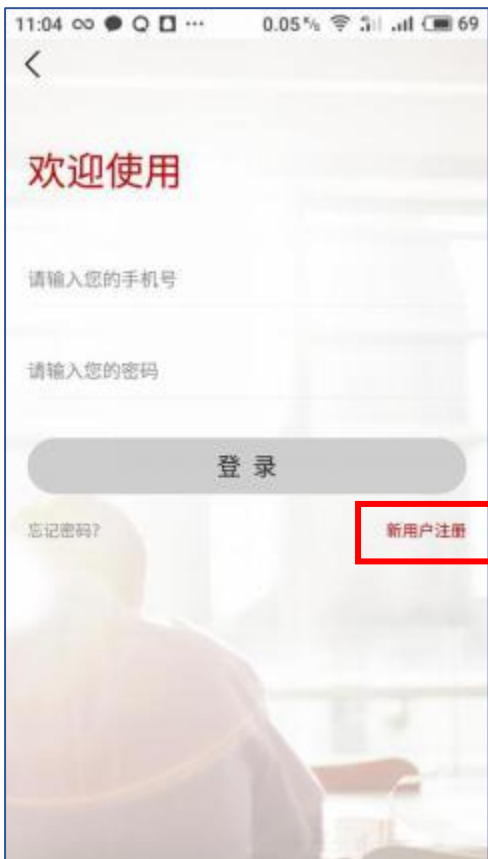 11:04 ··· 0.05 K/s 69
欢迎使用
请输入您的手机号
请输入您的密码
登 录
忘记密码? 新用户注册